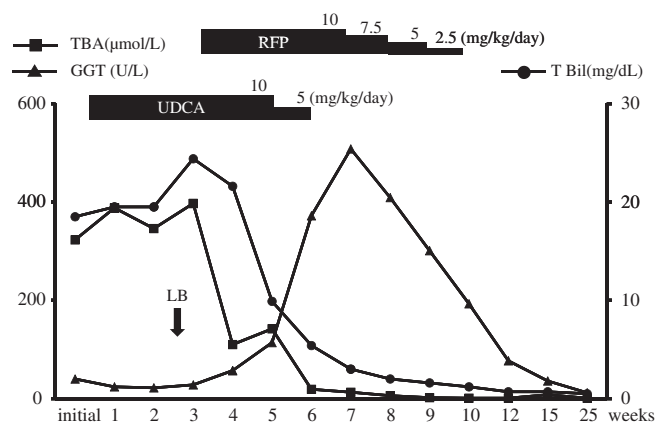 10
7.5
5
2.5 (mg/kg/day)
RFP
TBA(μmol/L)
GGT (U/L)
T Bil(mg/dL)
10
5 (mg/kg/day)
UDCA
600
30
400
20
200
10
LB
0
0
initial 1 2 3 4 5 6 7 8 9 10 12 15 25 weeks